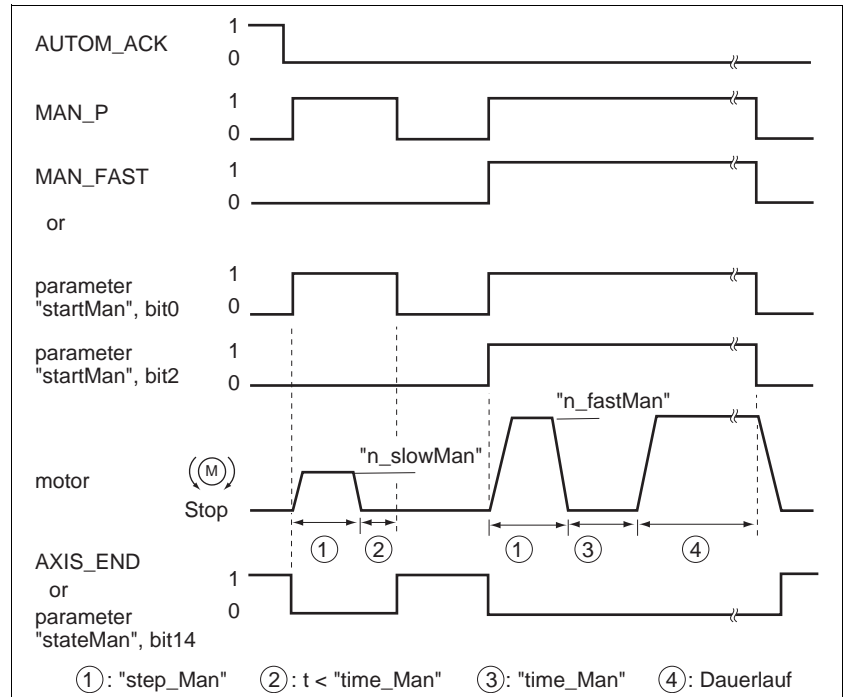 AUTOM_ACK 1
0
MAN_P 1
0
MAN_FAST 1
0
or
parameter 1
"startMan", bit0 0
parameter 1
"startMan", bit2 0
"n_fastMan"
"n_slowMan"
motor M
Stop
1 2 1 3 4
AXIS_END
or 1
parameter 0
"stateMan", bit14
1: "step_Man" 2: t < "time_Man" 3: "time_Man" 4: Dauerlauf